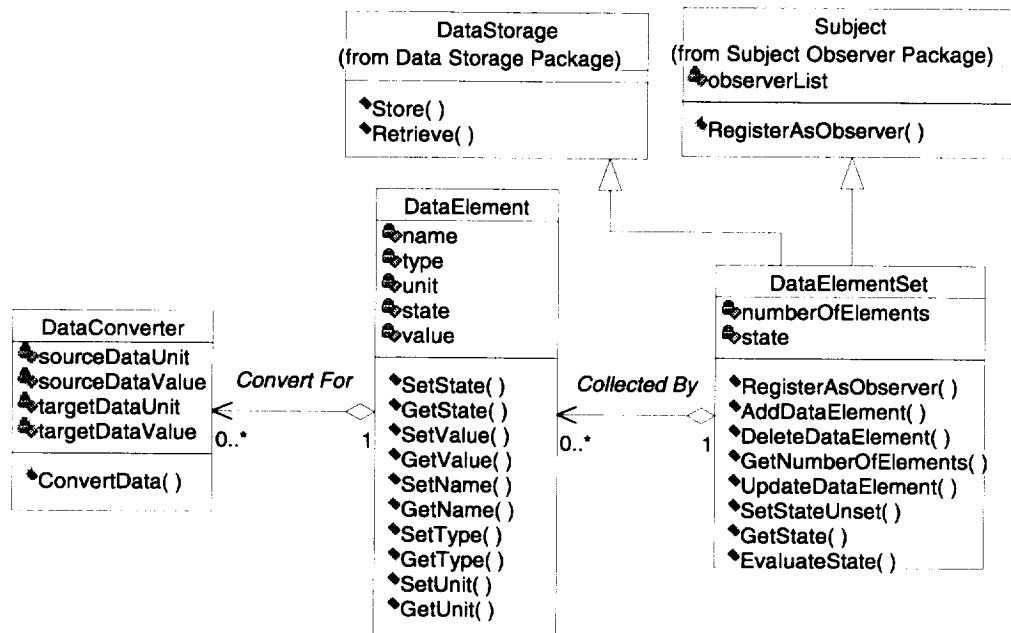 DataStorage
(from Data Storage Package)
Store( )
Retrieve( )
Subject
(from Subject Observer Package)
observerList
RegisterAsObserver( )
DataElement
name
type
unit
state
value
SetState( )
GetState( )
SetValue( )
GetValue( )
SetName( )
GetName( )
SetType( )
GetType( )
SetUnit( )
GetUnit( )
DataElementSet
numberOfElements
state
RegisterAsObserver( )
AddDataElement( )
DeleteDataElement( )
GetNumberOfElements( )
UpdateDataElement( )
SetStateUnset( )
GetState( )
EvaluateState( )
DataConverter
sourceDataUnit
sourceDataValue
targetDataUnit
targetDataValue
ConvertData( )
Convert For
0..*
1
Collected By
0..*
1